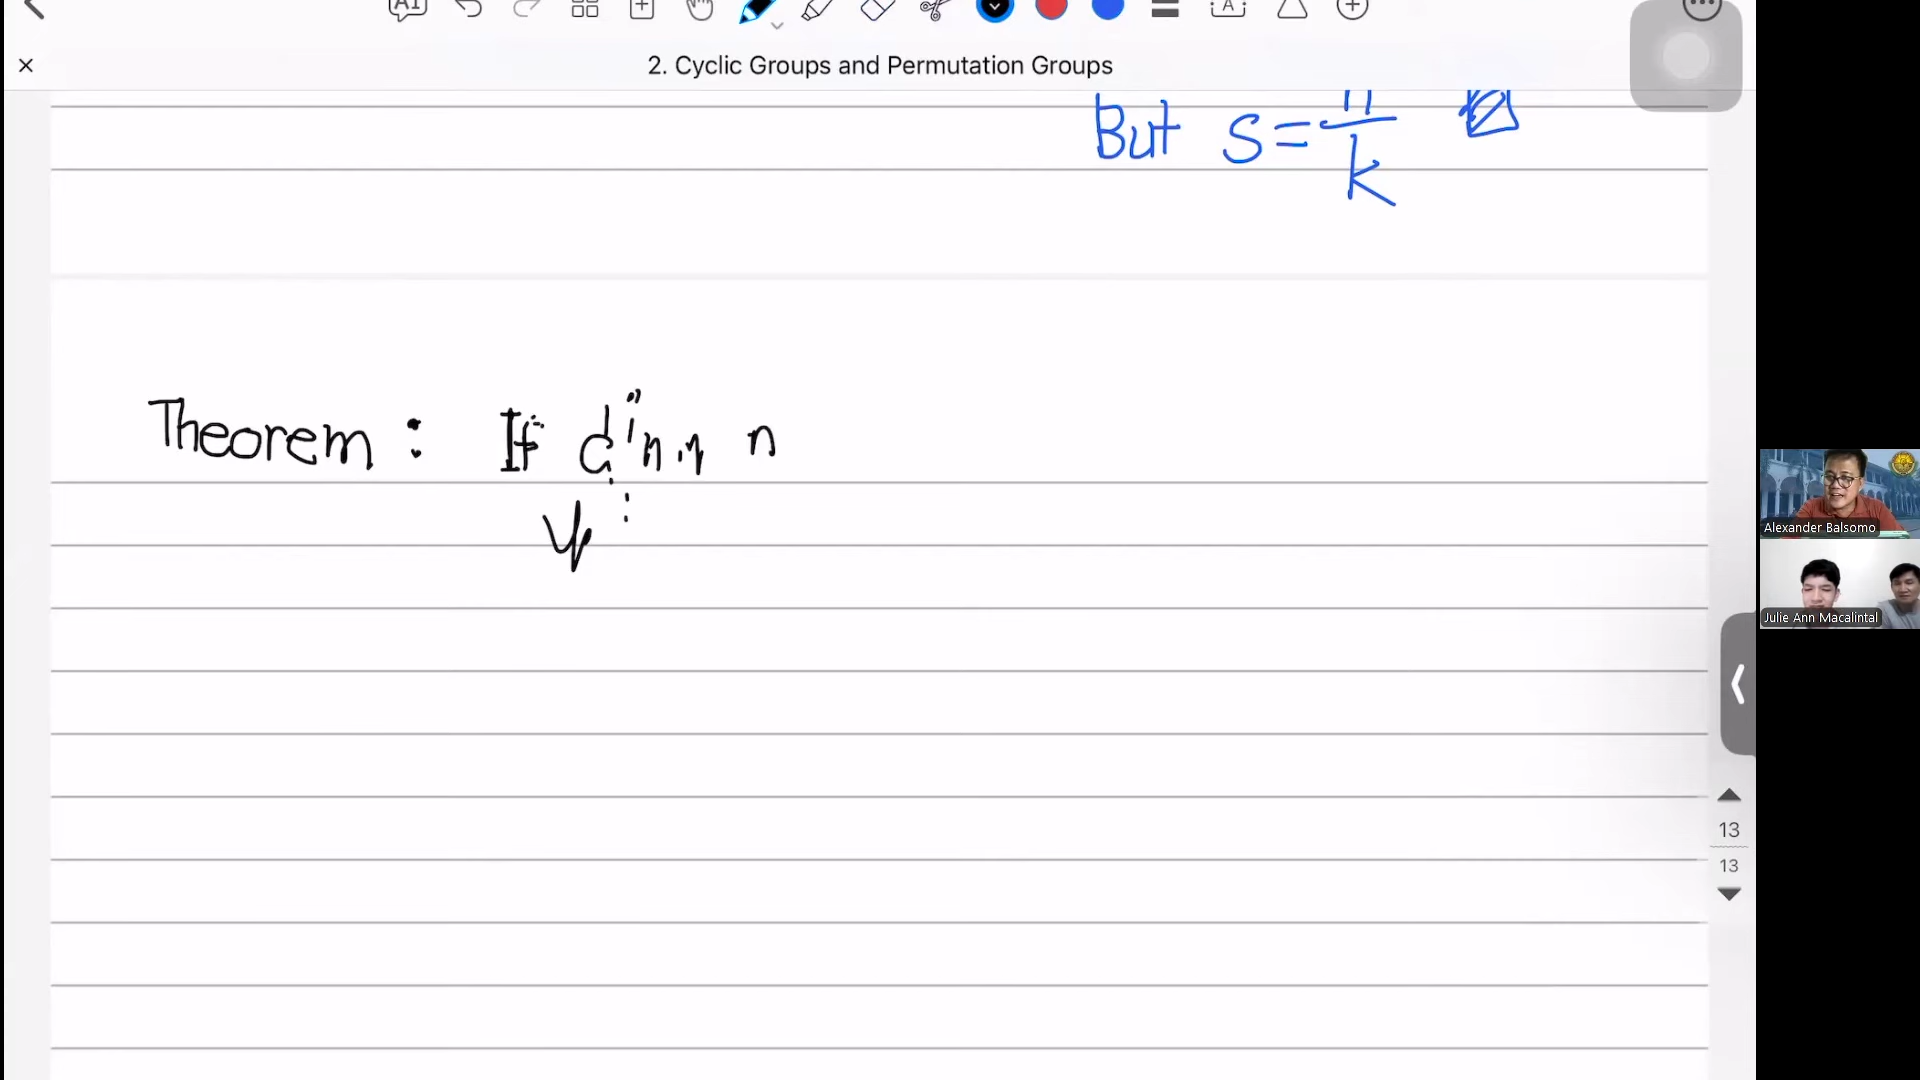 2. Cyclic Groups and Permutation Groups
But s = n/k
Theorem : If d
n
ψ
13
13
Alexander Balsomo
Julie Ann Macalintal